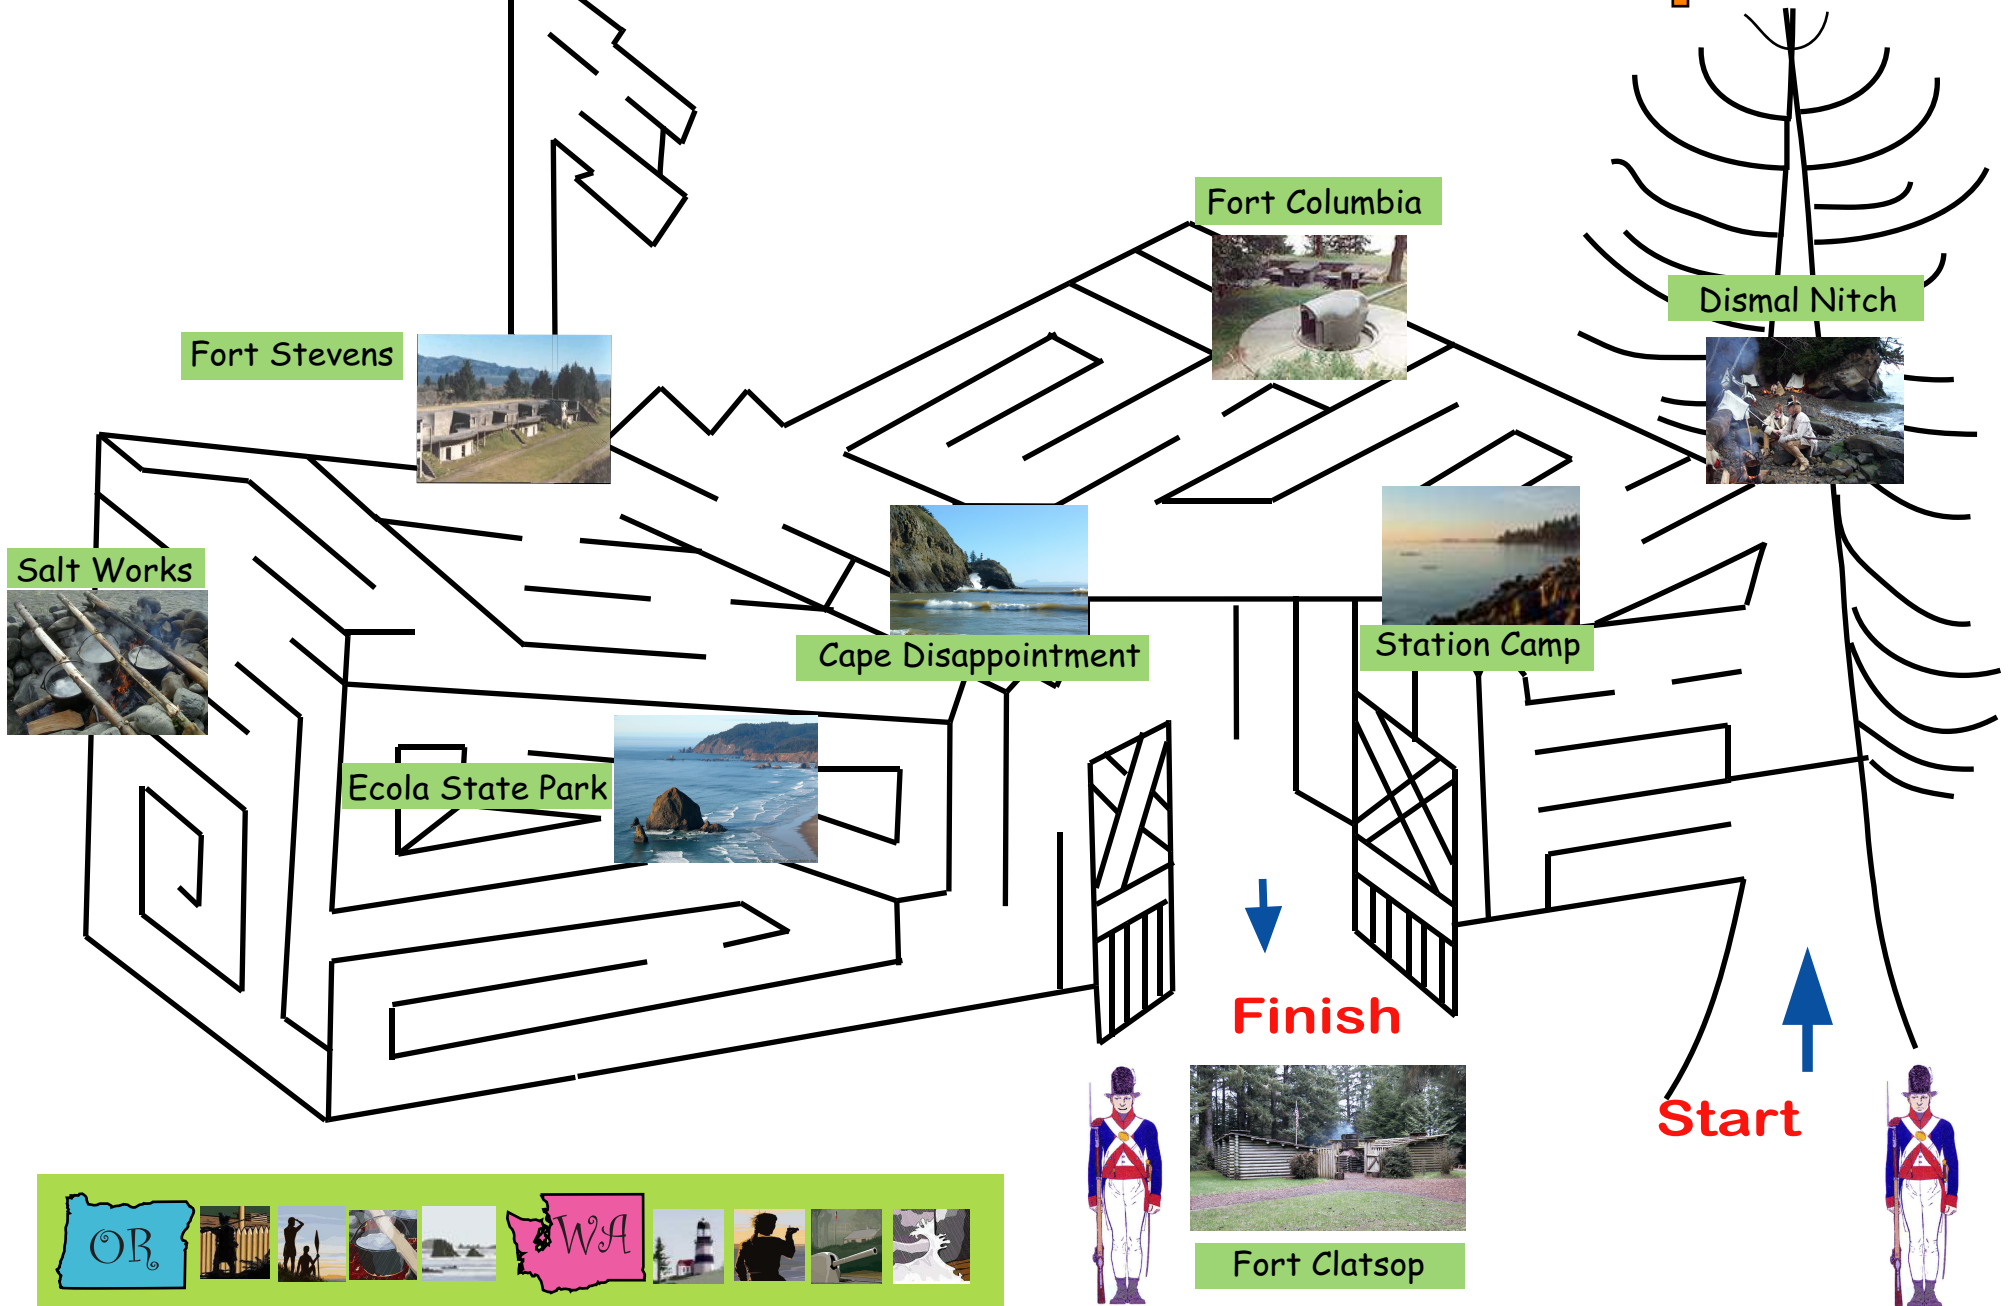 Fort Columbia
Dismal Nitch
Fort Stevens
Salt Works
Cape Disappointment
Station Camp
Ecola State Park
Finish
Start
Fort Clatsop
OR
WA